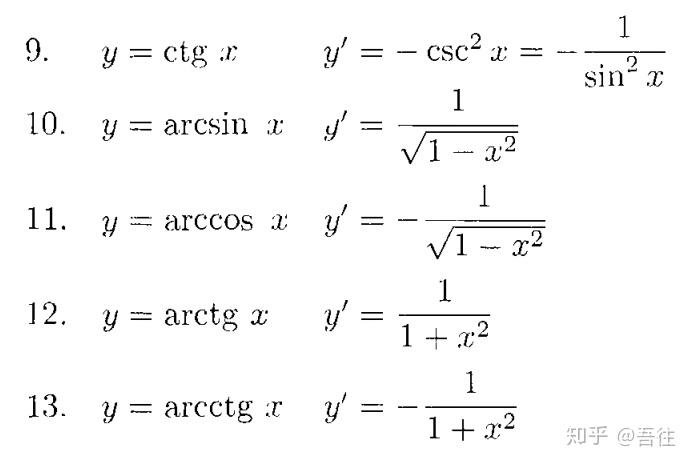 9. y = ctg x y′ = − csc² x = − 1/sin² x
10. y = arcsin x y′ = 1/√(1 − x²)
11. y = arccos x y′ = − 1/√(1 − x²)
12. y = arctg x y′ = 1/(1 + x²)
13. y = arcctg x y′ = − 1/(1 + x²)
知乎 @吾往